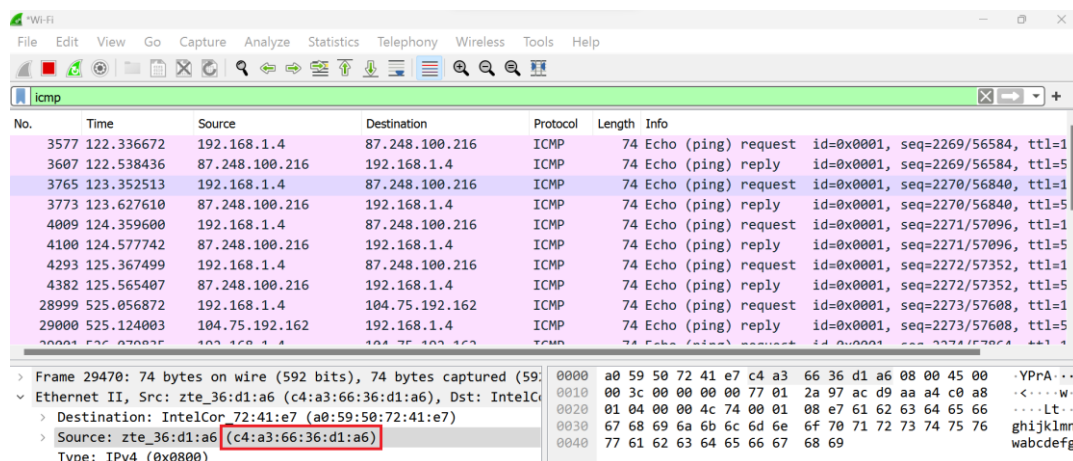 *Wi-Fi
File Edit View Go Capture Analyze Statistics Telephony Wireless Tools Help
icmp
No. Time Source Destination Protocol Length Info
3577 122.336672 192.168.1.4 87.248.100.216 ICMP 74 Echo (ping) request id=0x0001, seq=2269/56584, ttl=1
3607 122.538436 87.248.100.216 192.168.1.4 ICMP 74 Echo (ping) reply id=0x0001, seq=2269/56584, ttl=5
3765 123.352513 192.168.1.4 87.248.100.216 ICMP 74 Echo (ping) request id=0x0001, seq=2270/56840, ttl=1
3773 123.627610 87.248.100.216 192.168.1.4 ICMP 74 Echo (ping) reply id=0x0001, seq=2270/56840, ttl=5
4009 124.359600 192.168.1.4 87.248.100.216 ICMP 74 Echo (ping) request id=0x0001, seq=2271/57096, ttl=1
4100 124.577742 87.248.100.216 192.168.1.4 ICMP 74 Echo (ping) reply id=0x0001, seq=2271/57096, ttl=5
4293 125.367499 192.168.1.4 87.248.100.216 ICMP 74 Echo (ping) request id=0x0001, seq=2272/57352, ttl=1
4382 125.565407 87.248.100.216 192.168.1.4 ICMP 74 Echo (ping) reply id=0x0001, seq=2272/57352, ttl=5
28999 525.056872 192.168.1.4 104.75.192.162 ICMP 74 Echo (ping) request id=0x0001, seq=2273/57608, ttl=1
29000 525.124003 104.75.192.162 192.168.1.4 ICMP 74 Echo (ping) reply id=0x0001, seq=2273/57608, ttl=5
Frame 29470: 74 bytes on wire (592 bits), 74 bytes captured (59
Ethernet II, Src: zte_36:d1:a6 (c4:a3:66:36:d1:a6), Dst: IntelC
Destination: IntelCor_72:41:e7 (a0:59:50:72:41:e7)
Source: zte_36:d1:a6 (c4:a3:66:36:d1:a6)
Type: IPv4 (0x0800)
0000 a0 59 50 72 41 e7 c4 a3 66 36 d1 a6 08 00 45 00 ·YPrA···
0010 00 3c 00 00 00 00 77 01 2a 97 ac d9 aa a4 c0 a8 ·<····w·
0020 01 04 00 00 4c 74 00 01 08 e7 61 62 63 64 65 66 ····Lt··
0030 67 68 69 6a 6b 6c 6d 6e 6f 70 71 72 73 74 75 76 ghijklmn
0040 77 61 62 63 64 65 66 67 68 69 wabcdefg